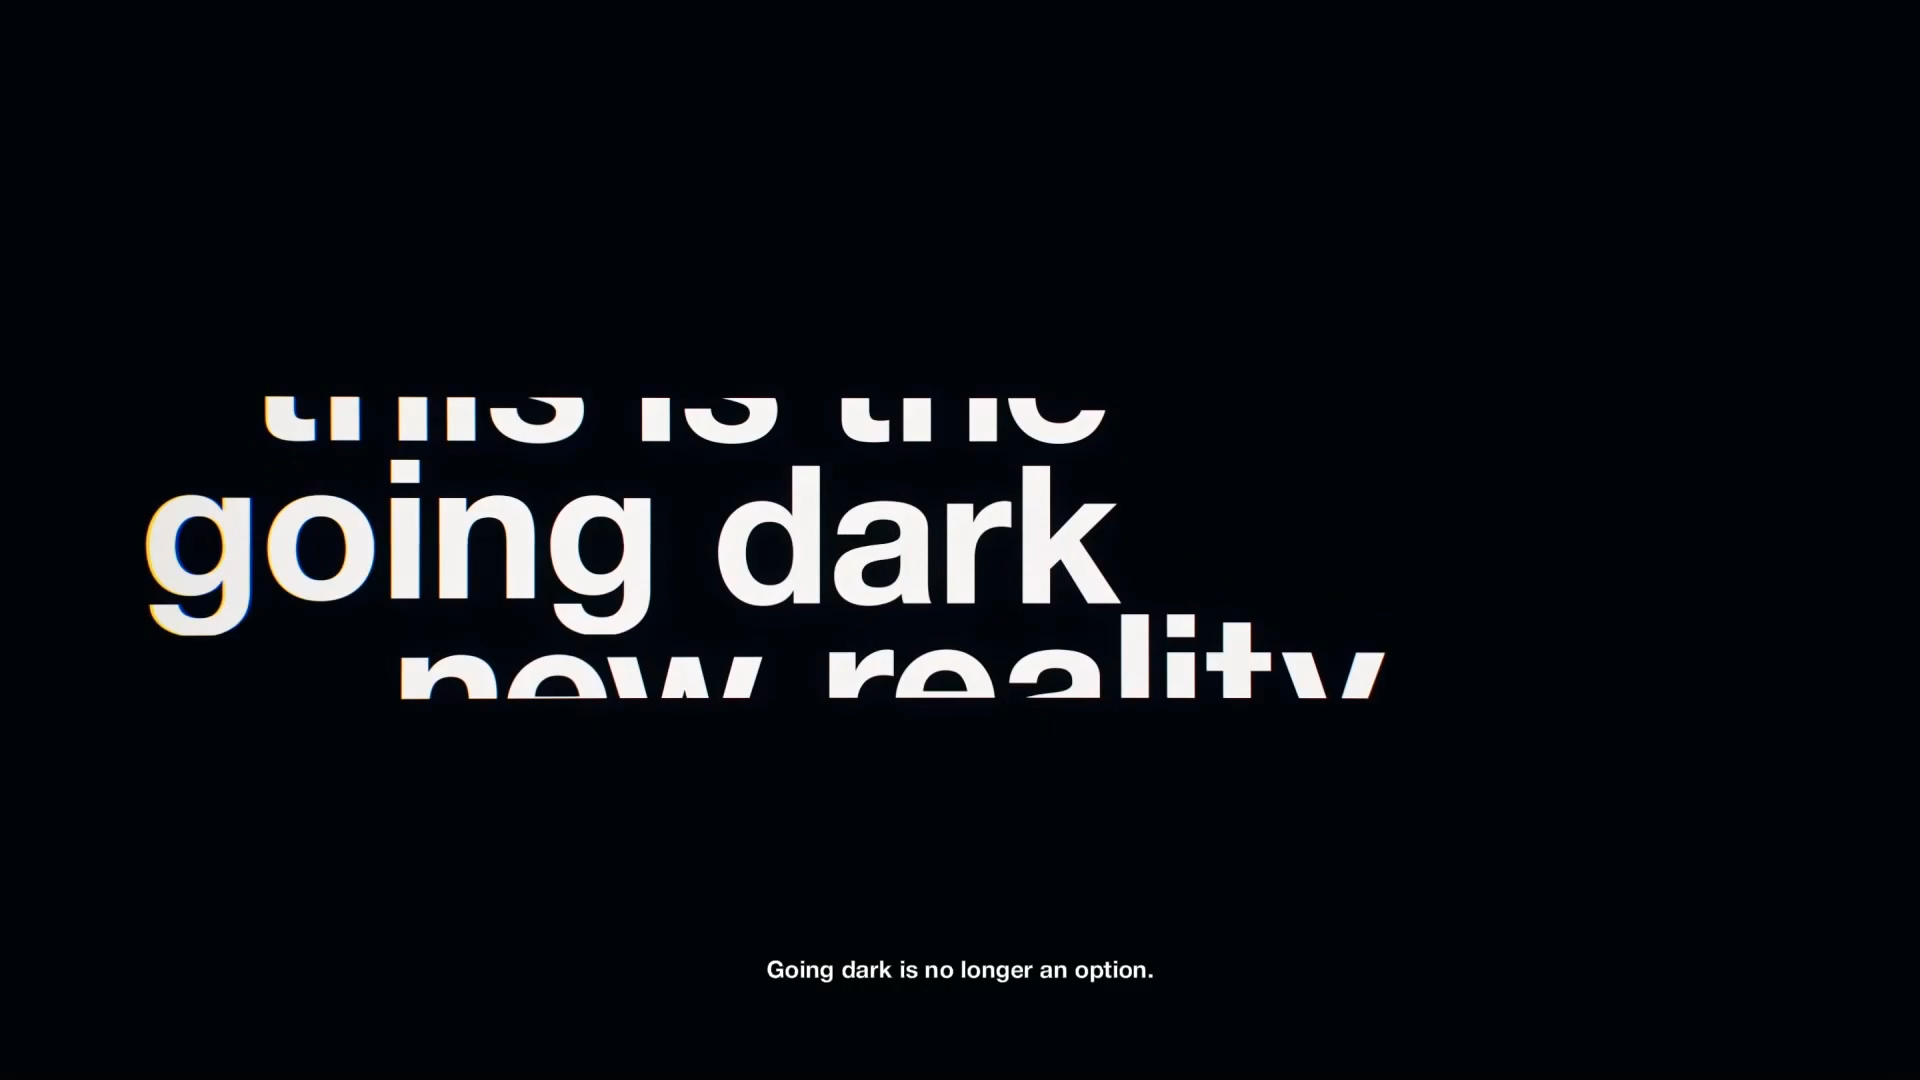 this is the
going dark
new reality
Going dark is no longer an option.